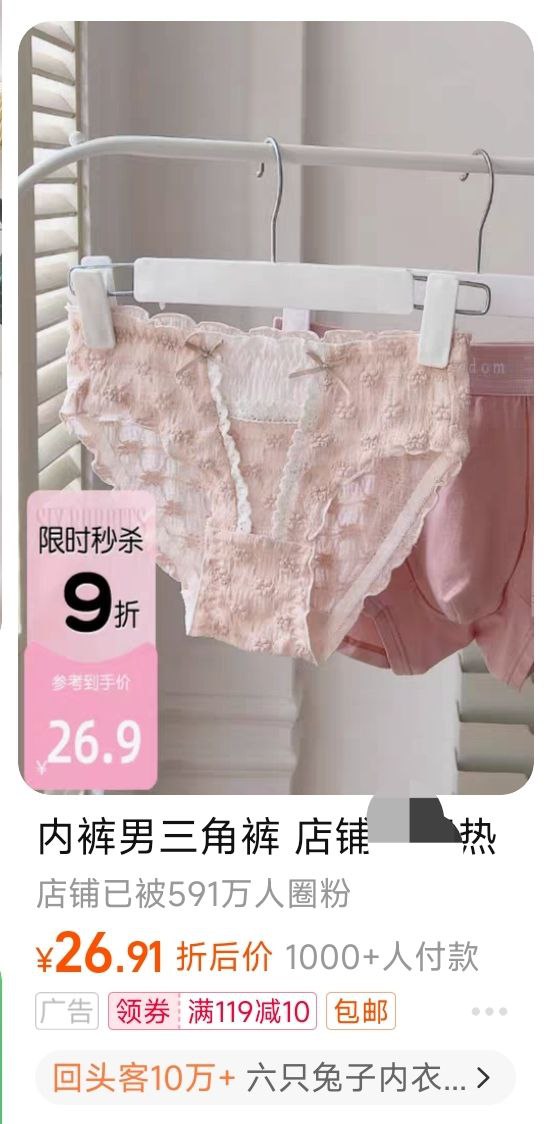 dom
限时秒杀
9折
参考到手价
¥26.9
内裤男三角裤 店铺 热
店铺已被591万人圈粉
¥26.91 折后价 1000+人付款
广告 领券 满119减10 包邮
回头客10万+ 六只兔子内衣... >